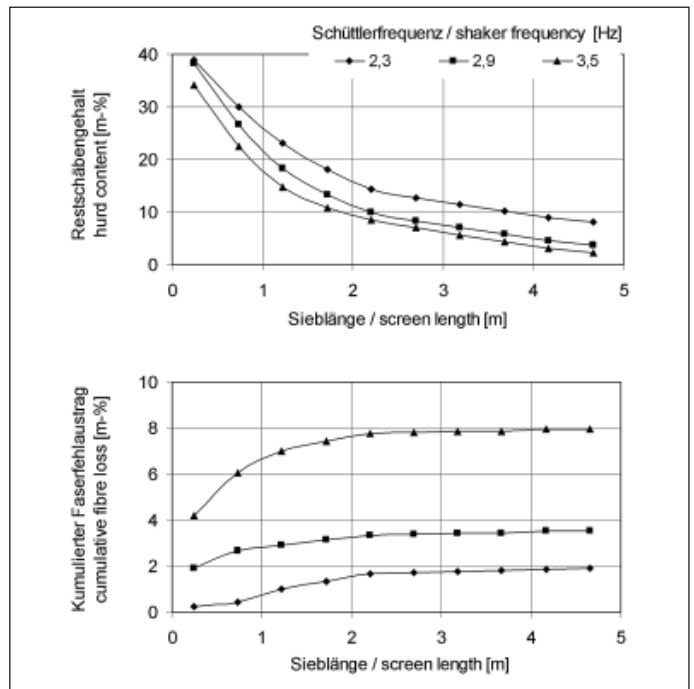 Schüttlerfrequenz / shaker frequency [Hz]
2,3 2,9 3,5
Restschäbengehalt
hurd content [m-%]
40
30
20
10
0
0 1 2 3 4 5
Sieblänge / screen length [m]
Kumulierter Faserfehlaustrag
cumulative fibre loss [m-%]
10
8
6
4
2
0
0 1 2 3 4 5
Sieblänge / screen length [m]